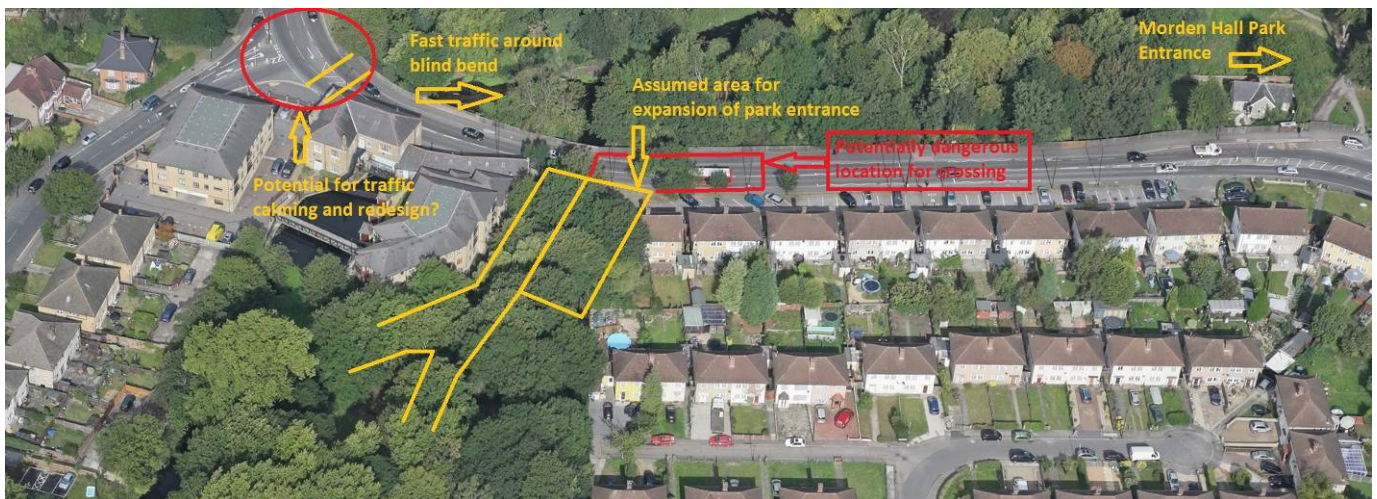 Fast traffic around
blind bend
Morden Hall Park
Entrance
Assumed area for
expansion of park entrance
Potentially dangerous
location for crossing
Potential for traffic
calming and redesign?